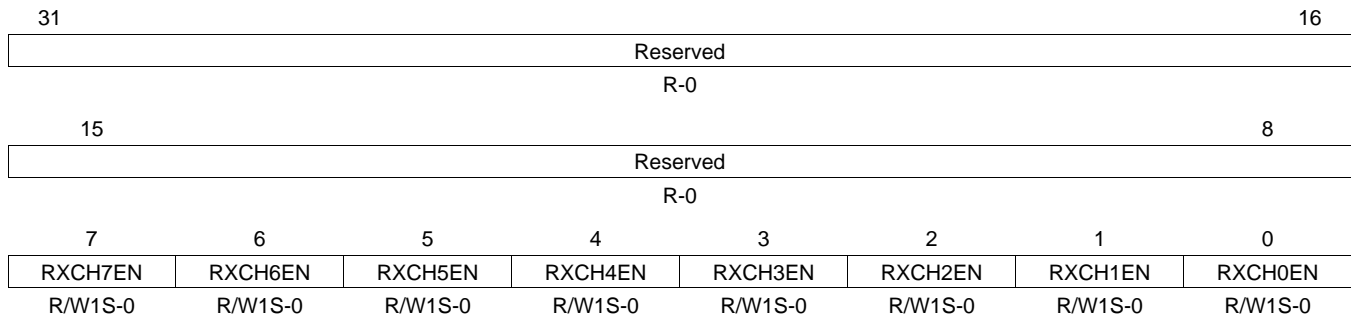 31 16
Reserved
R-0
15 8
Reserved
R-0
7 6 5 4 3 2 1 0
RXCH7EN RXCH6EN RXCH5EN RXCH4EN RXCH3EN RXCH2EN RXCH1EN RXCH0EN
R/W1S-0 R/W1S-0 R/W1S-0 R/W1S-0 R/W1S-0 R/W1S-0 R/W1S-0 R/W1S-0